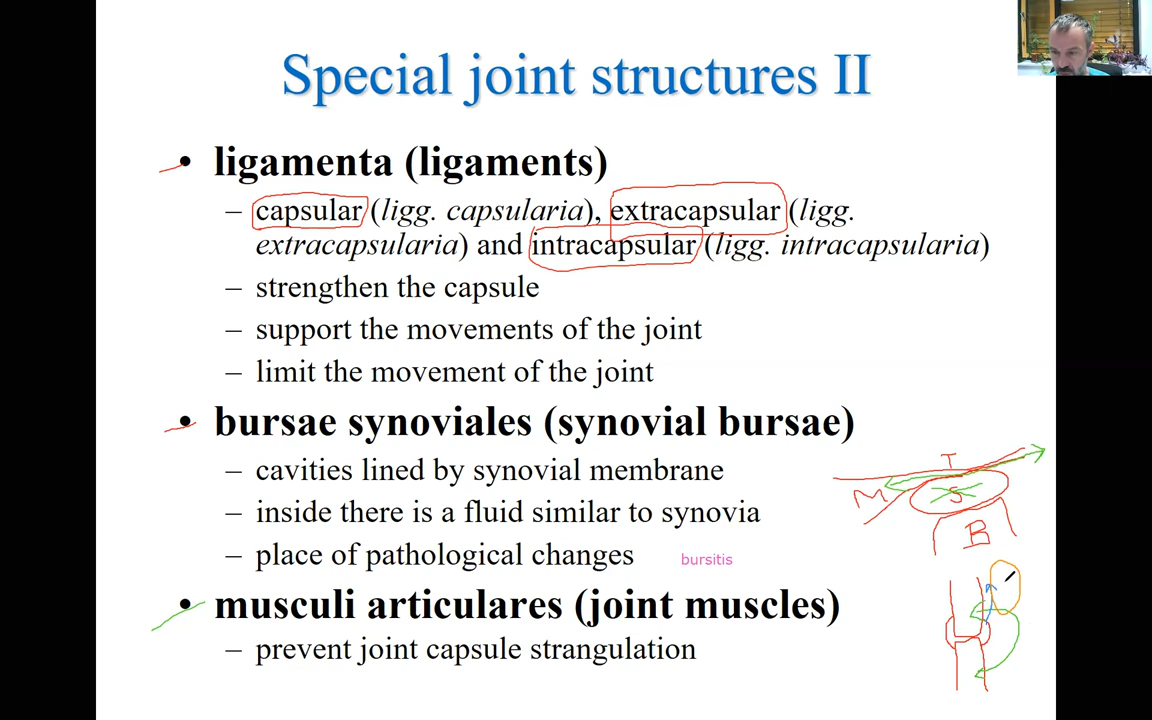 Special joint structures II
• ligamenta (ligaments)
– capsular (ligg. capsularia), extracapsular (ligg.
extracapsularia) and intracapsular (ligg. intracapsularia)
– strengthen the capsule
– support the movements of the joint
– limit the movement of the joint
• bursae synoviales (synovial bursae)
– cavities lined by synovial membrane
– inside there is a fluid similar to synovia
– place of pathological changes bursitis
• musculi articulares (joint muscles)
– prevent joint capsule strangulation
T
M S
B